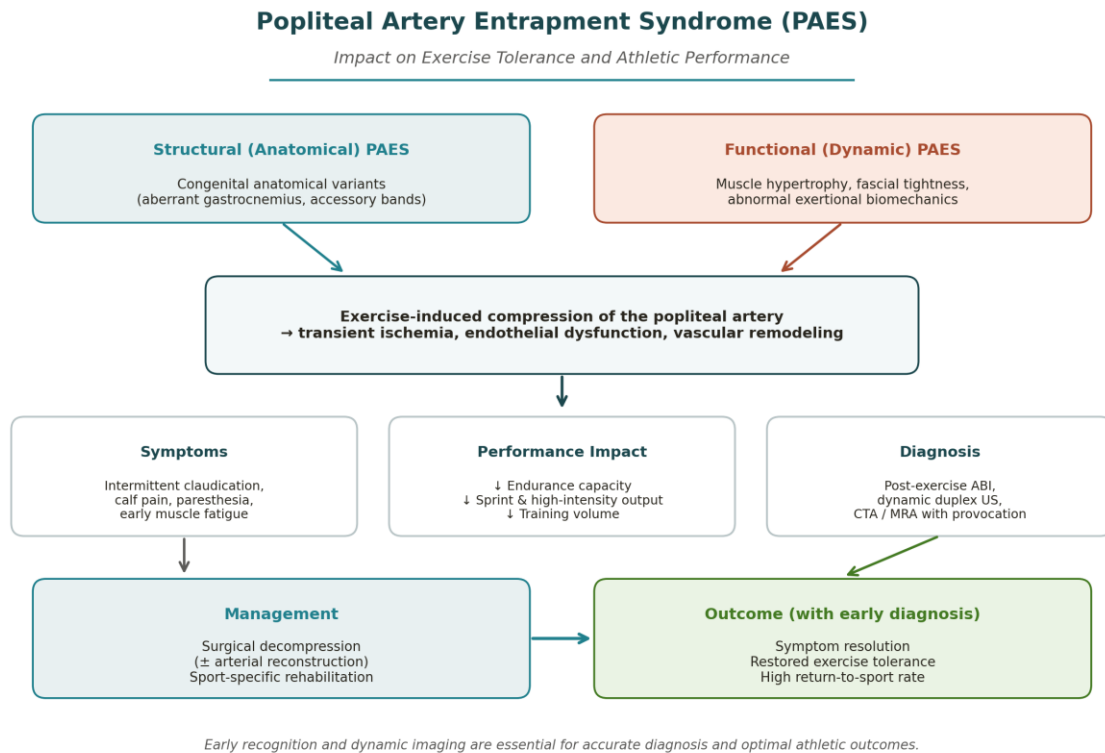 Popliteal Artery Entrapment Syndrome (PAES)
Impact on Exercise Tolerance and Athletic Performance
Structural (Anatomical) PAES
Congenital anatomical variants
(aberrant gastrocnemius, accessory bands)
Functional (Dynamic) PAES
Muscle hypertrophy, fascial tightness,
abnormal exertional biomechanics
Exercise-induced compression of the popliteal artery
→ transient ischemia, endothelial dysfunction, vascular remodeling
Symptoms
Intermittent claudication,
calf pain, paresthesia,
early muscle fatigue
Performance Impact
↓ Endurance capacity
↓ Sprint & high-intensity output
↓ Training volume
Diagnosis
Post-exercise ABI,
dynamic duplex US,
CTA / MRA with provocation
Management
Surgical decompression
(± arterial reconstruction)
Sport-specific rehabilitation
Outcome (with early diagnosis)
Symptom resolution
Restored exercise tolerance
High return-to-sport rate
Early recognition and dynamic imaging are essential for accurate diagnosis and optimal athletic outcomes.